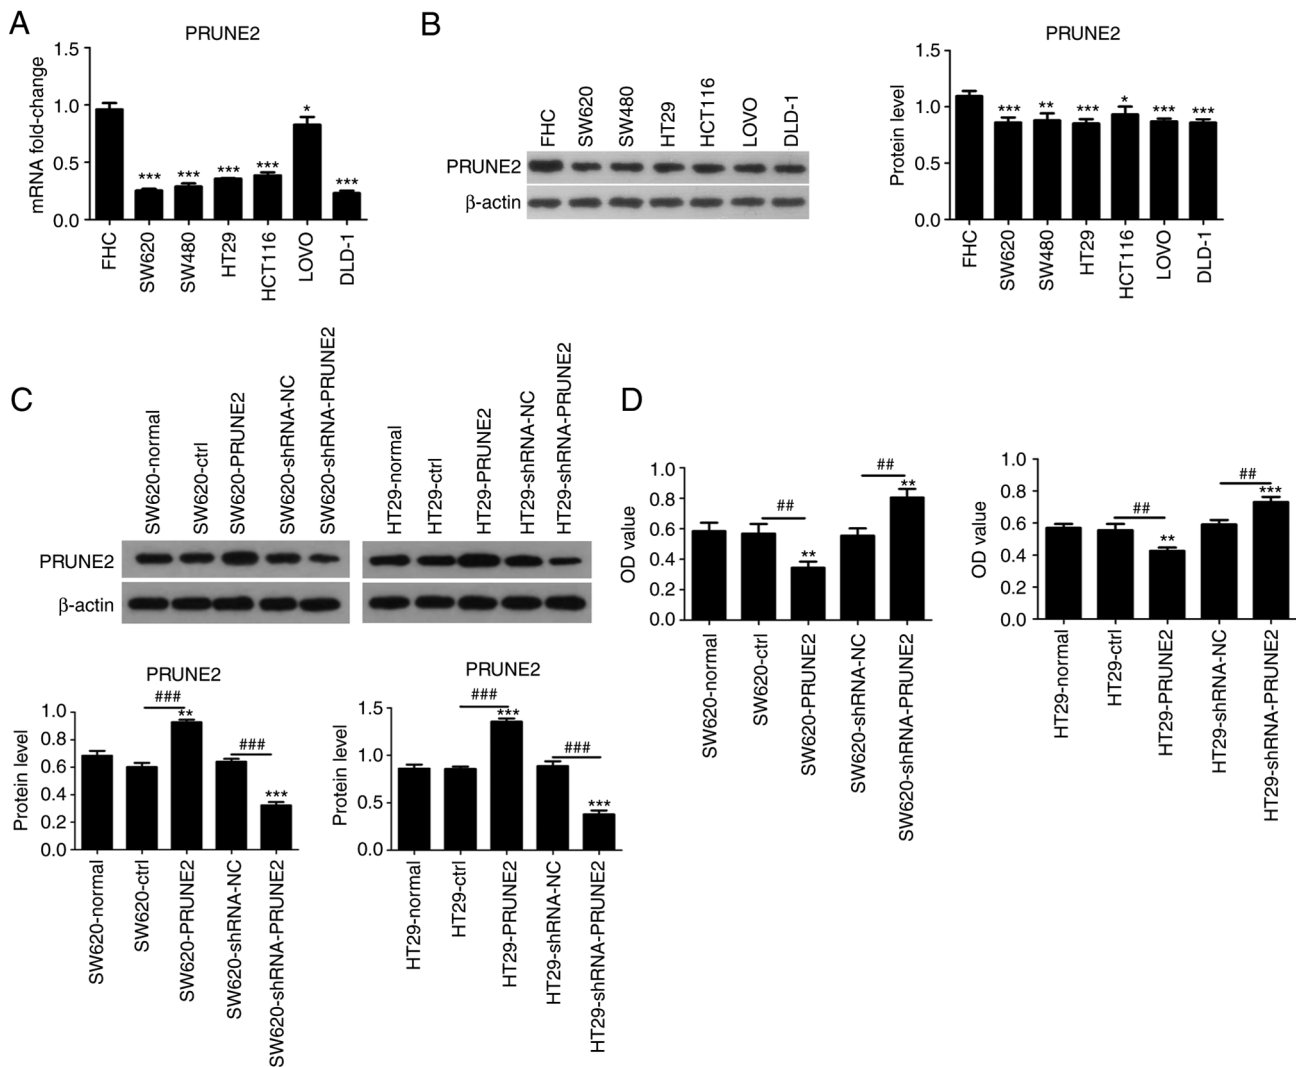 A
PRUNE2
mRNA fold-change
1.5
1.0
0.5
0.0
*** *** *** *** * ***
FHC SW620 SW480 HT29 HCT116 LOVO DLD-1
B
FHC SW620 SW480 HT29 HCT116 LOVO DLD-1
PRUNE2
β-actin
PRUNE2
Protein level
1.5
1.0
0.5
0.0
*** ** *** * *** ***
FHC SW620 SW480 HT29 HCT116 LOVO DLD-1
C
SW620-normal SW620-ctrl SW620-PRUNE2 SW620-shRNA-NC SW620-shRNA-PRUNE2
HT29-normal HT29-ctrl HT29-PRUNE2 HT29-shRNA-NC HT29-shRNA-PRUNE2
PRUNE2
β-actin
PRUNE2
Protein level
1.0
0.8
0.6
0.4
0.2
0.0
### ** ### ***
SW620-normal SW620-ctrl SW620-PRUNE2 SW620-shRNA-NC SW620-shRNA-PRUNE2
PRUNE2
Protein level
1.5
1.0
0.5
0.0
### *** ### ***
HT29-normal HT29-ctrl HT29-PRUNE2 HT29-shRNA-NC HT29-shRNA-PRUNE2
D
OD value
1.0
0.8
0.6
0.4
0.2
0.0
## ** ## **
SW620-normal SW620-ctrl SW620-PRUNE2 SW620-shRNA-NC SW620-shRNA-PRUNE2
OD value
1.0
0.8
0.6
0.4
0.2
0.0
## ** ## ***
HT29-normal HT29-ctrl HT29-PRUNE2 HT29-shRNA-NC HT29-shRNA-PRUNE2